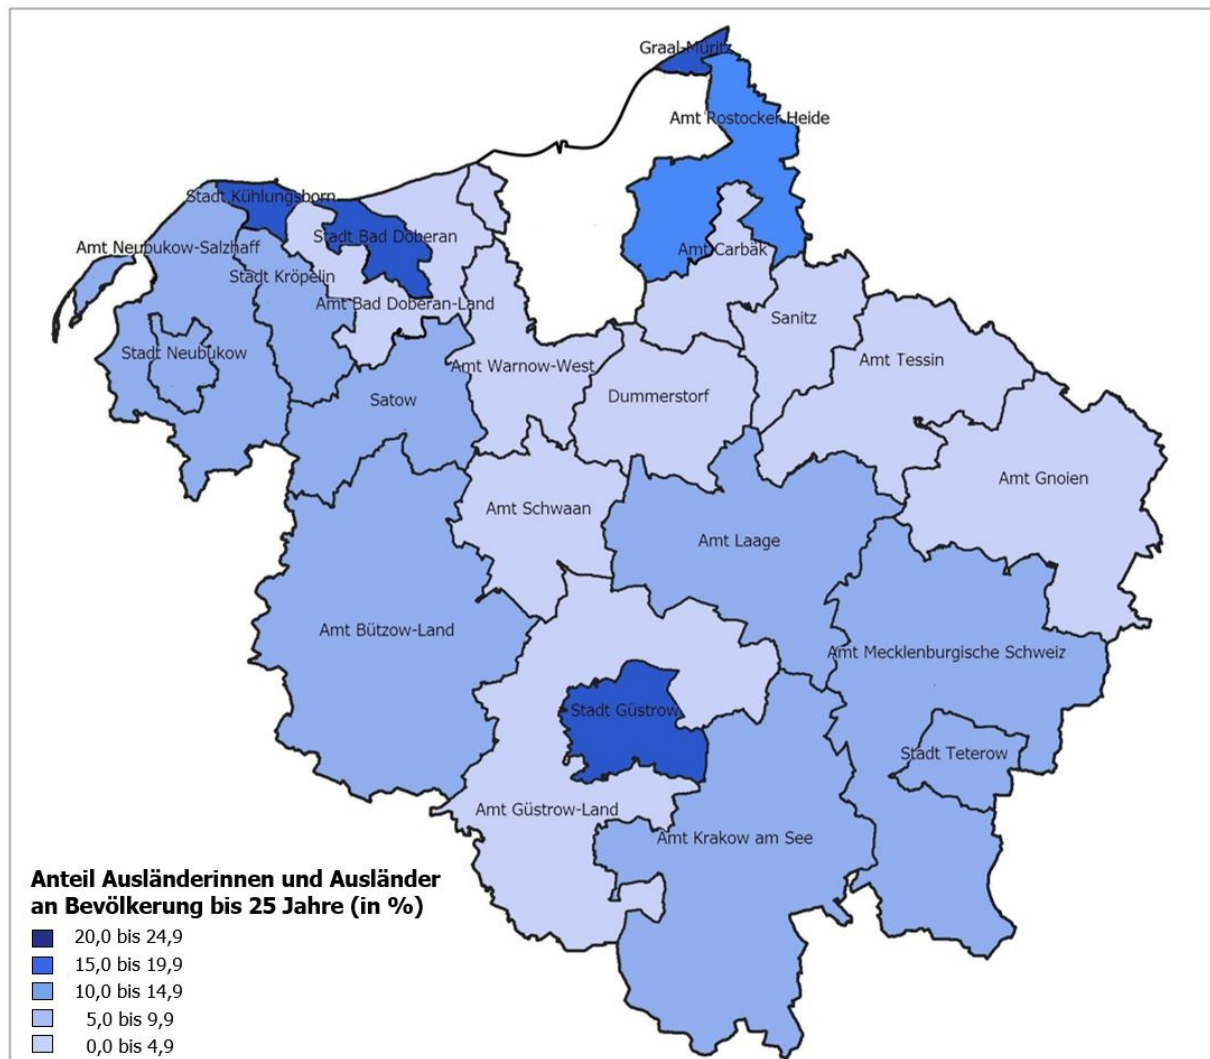 Graal-Müritz
Amt Rostocker Heide
Stadt Kühlungsborn
Stadt Bad Doberan
Amt Neubukow-Salzhaff
Amt Carbäk
Stadt Kröpelin
Amt Bad Doberan-Land
Sanitz
Stadt Neubukow
Amt Tessin
Amt Warnow-West
Satow
Dummerstorf
Amt Gnoien
Amt Schwaan
Amt Laage
Amt Bützow-Land
Amt Mecklenburgische Schweiz
Stadt Güstrow
Stadt Teterow
Amt Güstrow-Land
Amt Krakow am See
Anteil Ausländerinnen und Ausländer
an Bevölkerung bis 25 Jahre (in %)
20,0 bis 24,9
15,0 bis 19,9
10,0 bis 14,9
5,0 bis 9,9
0,0 bis 4,9